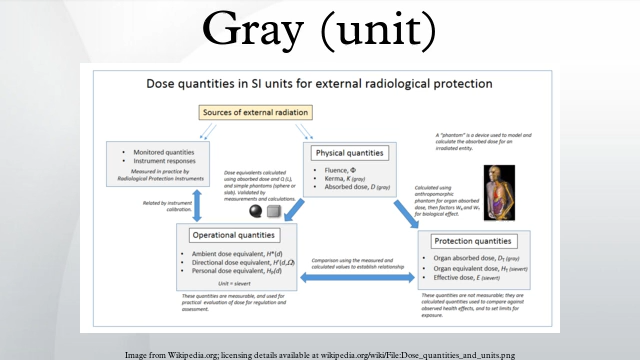 Gray (unit)
Dose quantities in SI units for external radiological protection
Sources of external radiation
• Monitored quantities
• Instrument responses
Measured in practice by
Radiological Protection Instruments
Physical quantities
• Fluence, Φ
• Kerma, K (gray)
• Absorbed dose, D (gray)
A "phantom" is a device used to model and
calculate the absorbed dose for an
irradiated entity.
Dose equivalents calculated
using absorbed dose and Q (L),
and simple phantoms (sphere or
slab). Validated by
measurements and calculations.
Calculated using
anthropomorphic
phantom for organ absorbed
dose, then factors W
for biological effect.
Related by instrument
calibration.
Operational quantities
• Ambient dose equivalent, H*(d)
• Directional dose equivalent, H'(d,Ω)
• Personal dose equivalent, Hp(d)
Unit = sievert
Comparison using the measured and
calculated values to establish relationship
Protection quantities
• Organ absorbed dose, DT (gray)
• Organ equivalent dose, HT (sievert)
• Effective dose, E (sievert)
These quantities are measurable, and used for
practical evaluation of dose for regulation and
assessment.
These quantities are not measurable; they are
calculated quantities used to compare against
observed health effects, and to set limits for
exposure.
Image from Wikipedia.org; licensing details available at wikipedia.org/wiki/File:Dose_quantities_and_units.png